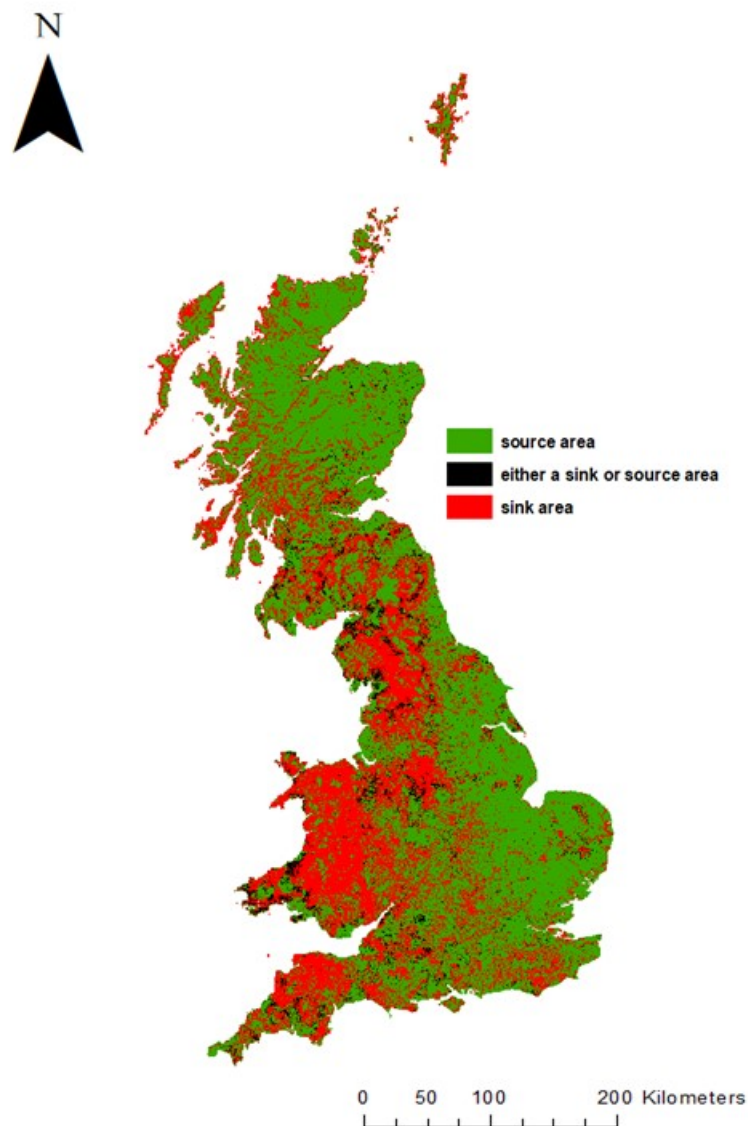 N
source area
either a sink or source area
sink area
0 50 100 200 Kilometers